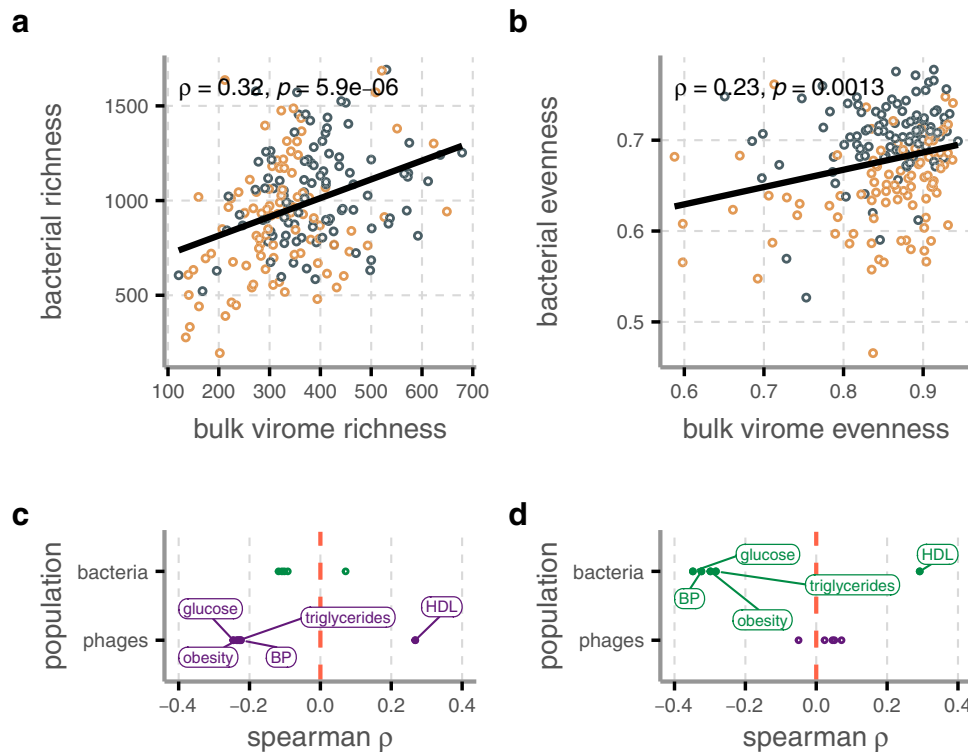 a
ρ = 0.32, p = 5.9e−06
1500
1000
500
bacterial richness
100 200 300 400 500 600 700
bulk virome richness
b
ρ = 0.23, p = 0.0013
0.7
0.6
0.5
bacterial evenness
0.6 0.7 0.8 0.9
bulk virome evenness
c
population
bacteria
phages
glucose
triglycerides
HDL
obesity
BP
−0.4 −0.2 0.0 0.2 0.4
spearman ρ
d
population
bacteria
phages
glucose
HDL
BP
triglycerides
obesity
−0.4 −0.2 0.0 0.2 0.4
spearman ρ